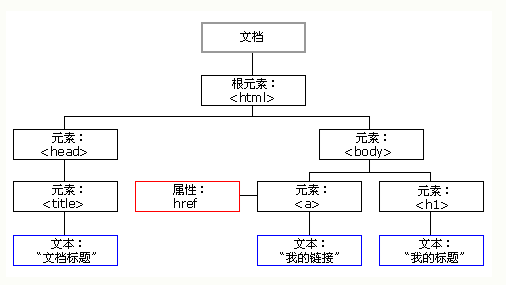 文档
根元素：
<html>
元素：
<head>
元素：
<body>
元素：
<title>
属性：
href
元素：
<a>
元素：
<h1>
文本：
“文档标题”
文本：
“我的链接”
文本：
“我的标题”